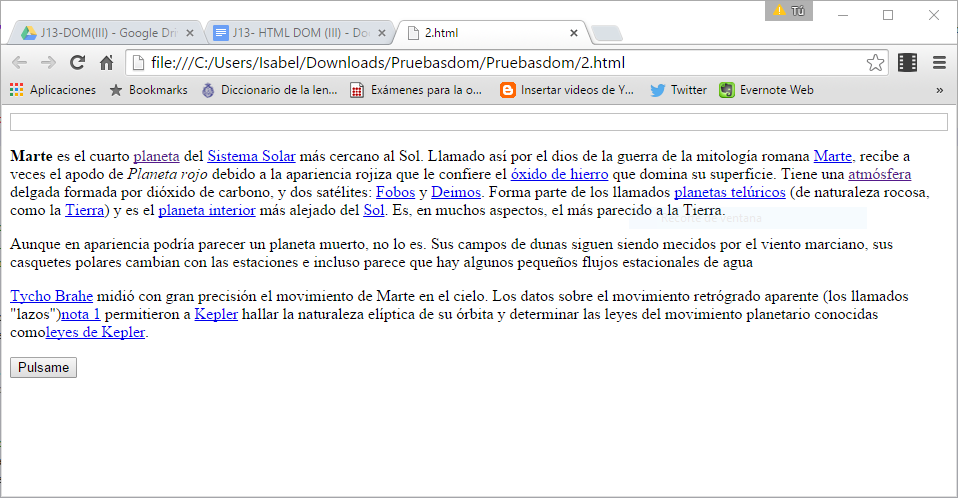 Tú
J13-DOM(III) - Google Dri
J13- HTML DOM (III) - Do
2.html
file:///C:/Users/Isabel/Downloads/Pruebasdom/Pruebasdom/2.html
Aplicaciones
Bookmarks
Diccionario de la len...
Exámenes para la o...
Insertar videos de Y...
Twitter
Evernote Web
»
Marte es el cuarto planeta del Sistema Solar más cercano al Sol. Llamado así por el dios de la guerra de la mitología romana Marte, recibe a
veces el apodo de Planeta rojo debido a la apariencia rojiza que le confiere el óxido de hierro que domina su superficie. Tiene una atmósfera
delgada formada por dióxido de carbono, y dos satélites: Fobos y Deimos. Forma parte de los llamados planetas telúricos (de naturaleza rocosa,
como la Tierra) y es el planeta interior más alejado del Sol. Es, en muchos aspectos, el más parecido a la Tierra.
Recorte de ventana
Aunque en apariencia podría parecer un planeta muerto, no lo es. Sus campos de dunas siguen siendo mecidos por el viento marciano, sus
casquetes polares cambian con las estaciones e incluso parece que hay algunos pequeños flujos estacionales de agua
Tycho Brahe midió con gran precisión el movimiento de Marte en el cielo. Los datos sobre el movimiento retrógrado aparente (los llamados
"lazos")nota 1 permitieron a Kepler hallar la naturaleza elíptica de su órbita y determinar las leyes del movimiento planetario conocidas
comoleyes de Kepler.
Pulsame